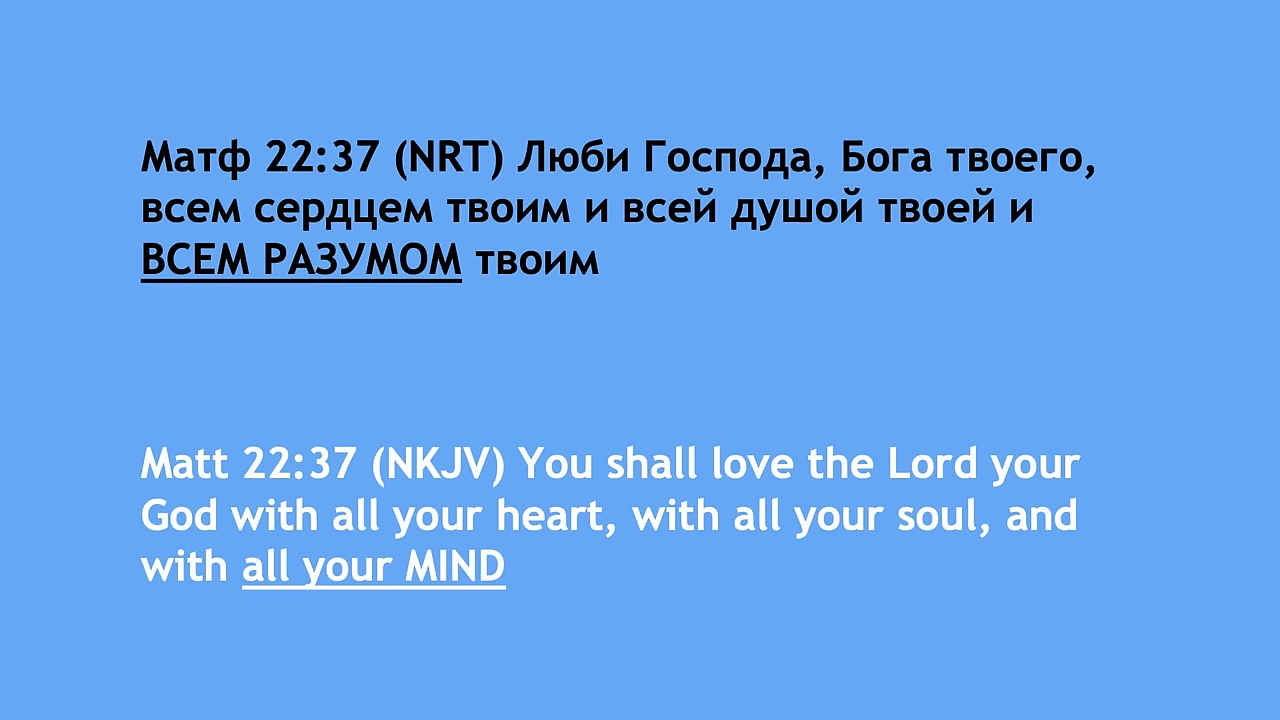 Матф 22:37 (NRT) Люби Господа, Бога твоего,
всем сердцем твоим и всей душой твоей и
ВСЕМ РАЗУМОМ твоим
Matt 22:37 (NKJV) You shall love the Lord your
God with all your heart, with all your soul, and
with all your MIND